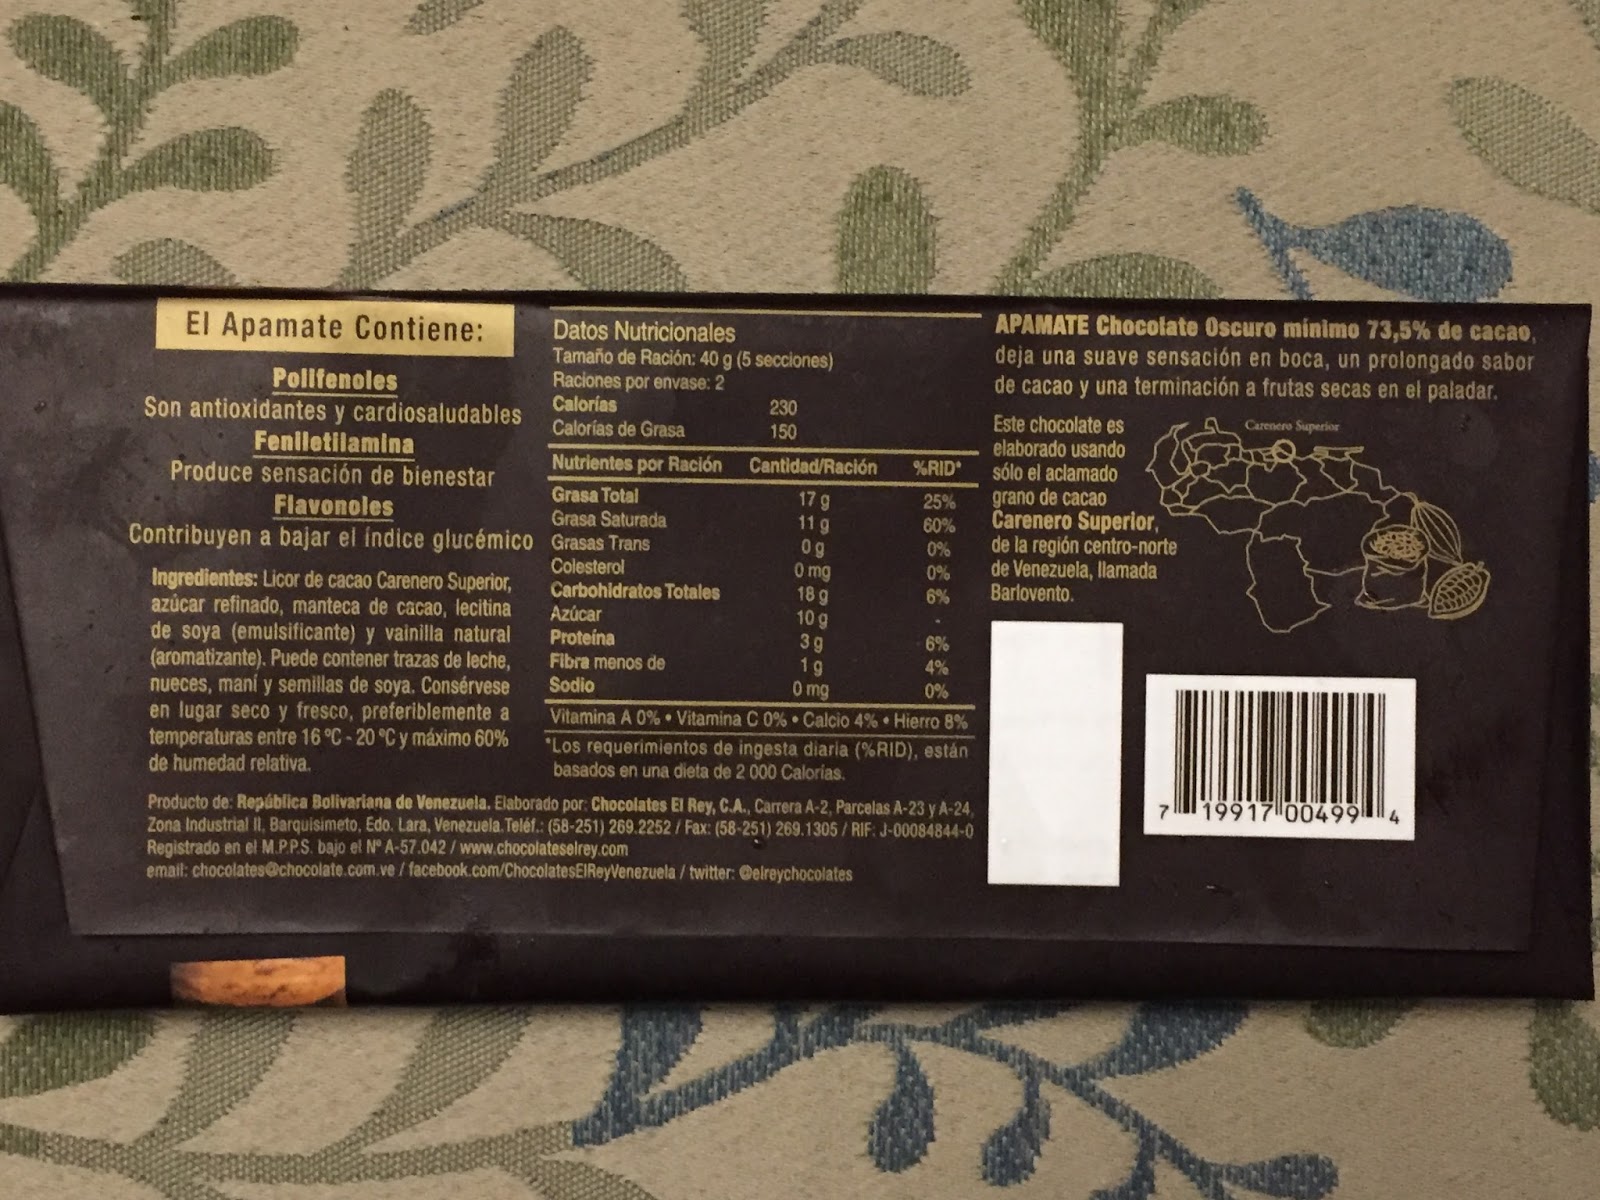 El Apamate Contiene:
Polifenoles
Son antioxidantes y cardiosaludables
Feniletilamina
Produce sensación de bienestar
Flavonoles
Contribuyen a bajar el índice glucémico
Ingredientes: Licor de cacao Carenero Superior,
azúcar refinado, manteca de cacao, lecitina
de soya (emulsificante) y vainilla natural
(aromatizante). Puede contener trazas de leche,
nueces, maní y semillas de soya. Consérvese
en lugar seco y fresco, preferiblemente a
temperaturas entre 16 ºC - 20 ºC y máximo 60%
de humedad relativa.
Datos Nutricionales
Tamaño de Ración: 40 g (5 secciones)
Raciones por envase: 2
Calorías 230
Calorías de Grasa 150
Nutrientes por Ración Cantidad/Ración %RID*
Grasa Total 17 g 25%
Grasa Saturada 11 g 60%
Grasas Trans 0 g 0%
Colesterol 0 mg 0%
Carbohidratos Totales 18 g 6%
Azúcar 10 g -
Proteína 3 g 6%
Fibra menos de 1 g 4%
Sodio 0 mg 0%
Vitamina A 0% • Vitamina C 0% • Calcio 4% • Hierro 8%
*Los requerimientos de ingesta diaria (%RID), están
basados en una dieta de 2 000 Calorías.
Producto de: República Bolivariana de Venezuela. Elaborado por: Chocolates El Rey, C.A., Carrera A-2, Parcelas A-23 y A-24,
Zona Industrial II, Barquisimeto, Edo. Lara, Venezuela. Teléf.: (58-251) 269.2252 / Fax: (58-251) 269.1305 / RIF: J-00084844-0
Registrado en el M.P.P.S. bajo el Nº A-57.042 / www.chocolateselrey.com
email: chocolates@chocolate.com.ve / facebook.com/ChocolatesElReyVenezuela / twitter: @elreychocolates
APAMATE Chocolate Oscuro mínimo 73,5% de cacao,
deja una suave sensación en boca, un prolongado sabor
de cacao y una terminación a frutas secas en el paladar.
Este chocolate es
elaborado usando
sólo el aclamado
grano de cacao
Carenero Superior,
de la región centro-norte
de Venezuela, llamada
Barlovento.
Carenero Superior
7 19917 00499 4